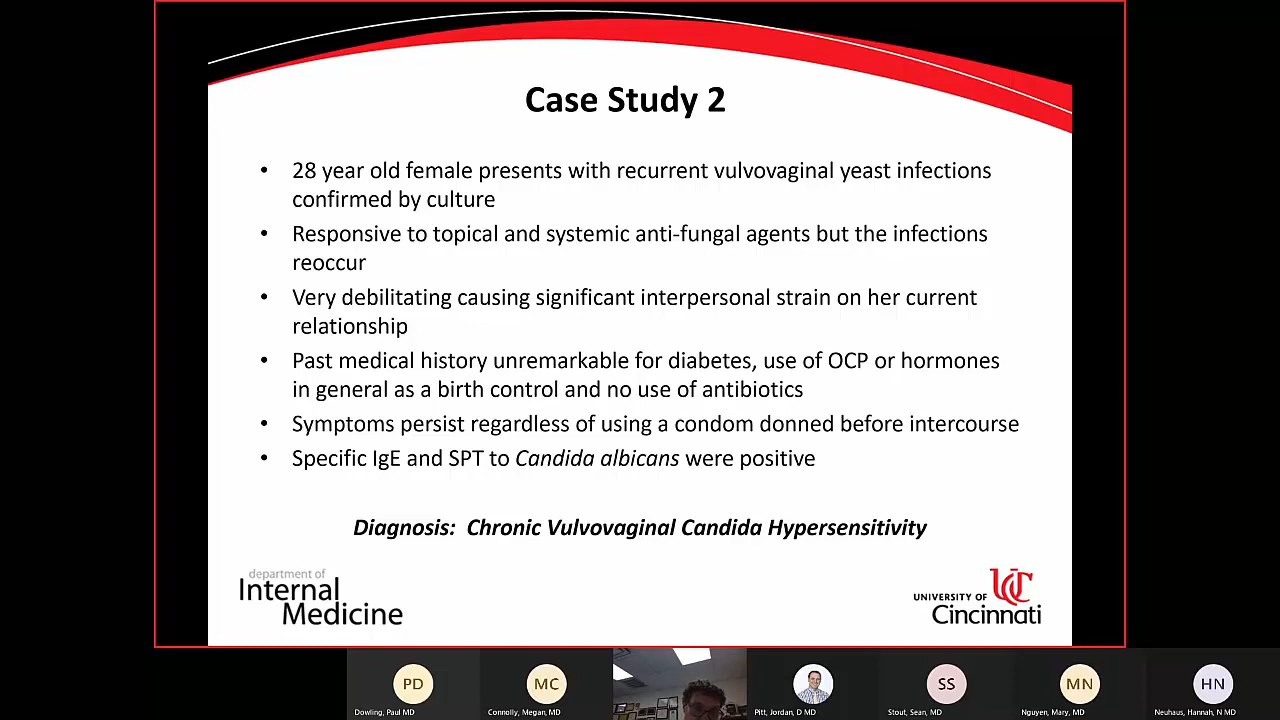 Case Study 2
• 28 year old female presents with recurrent vulvovaginal yeast infections
confirmed by culture
• Responsive to topical and systemic anti-fungal agents but the infections
reoccur
• Very debilitating causing significant interpersonal strain on her current
relationship
• Past medical history unremarkable for diabetes, use of OCP or hormones
in general as a birth control and no use of antibiotics
• Symptoms persist regardless of using a condom donned before intercourse
• Specific IgE and SPT to Candida albicans were positive
Diagnosis: Chronic Vulvovaginal Candida Hypersensitivity
department of
Internal
Medicine
UC
UNIVERSITY OF
Cincinnati
PD
MC
SS
MN
HN
Dowling, Paul MD
Connolly, Megan, MD
Pitt, Jordan, D MD
Stout, Sean, MD
Nguyen, Mary, MD
Neuhaus, Hannah, N MD